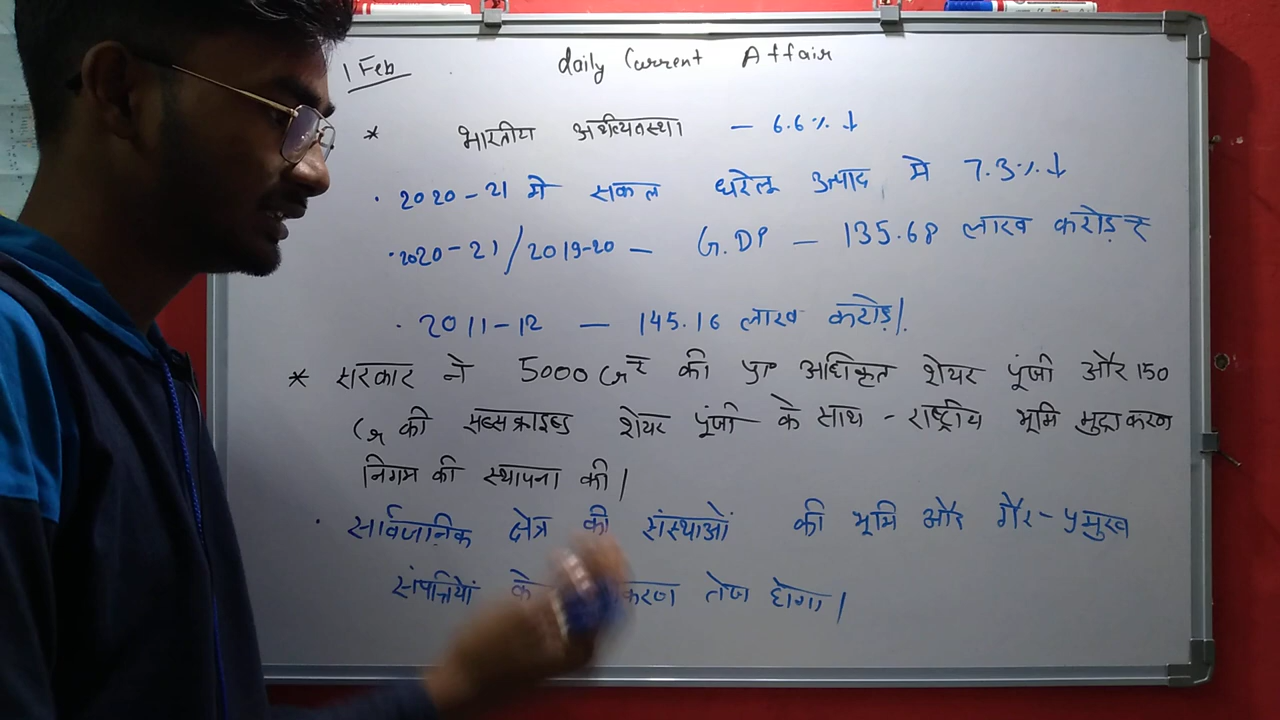 1 Feb
daily Current Affair
* भारतीय अर्थव्यवस्था - 6.6% ↓
· 2020-21 मे सकल घरेलू उत्पाद मे 7.3% ↓
· 2020-21/2019-20 - G.DP - 135.68 लाख करोड़ ₹
· 2011-12 - 145.16 लाख करोड़।
* सरकार ने 5000 Cr ₹ की अधिकृत शेयर पूंजी और 150
Cr की सब्सक्राइब्ड शेयर पूंजी के साथ - राष्ट्रीय भूमि मुद्राकरण
निगम की स्थापना की।
· सार्वजनिक क्षेत्र की संस्थाओं की भूमि और गैर-प्रमुख
संपत्तियों के करण तेज होगा।